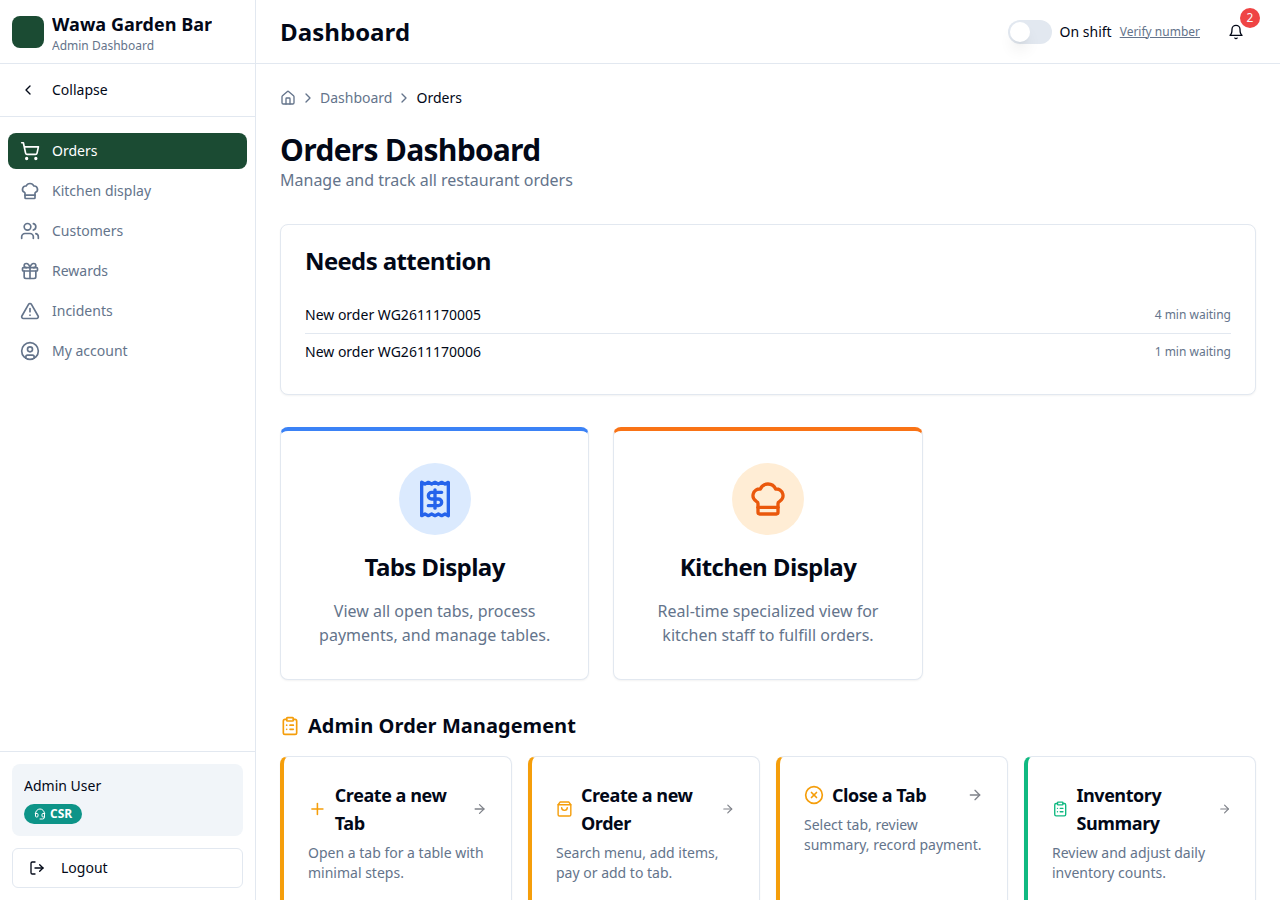 Wawa Garden Bar
Admin Dashboard
Collapse
Orders
Kitchen display
Customers
Rewards
Incidents
My account
Admin User
CSR
Logout
Dashboard
On shift
Verify number
2
Dashboard
Orders
Orders Dashboard
Manage and track all restaurant orders
Needs attention
New order WG2611170005
4 min waiting
New order WG2611170006
1 min waiting
Tabs Display
View all open tabs, process
payments, and manage tables.
Kitchen Display
Real-time specialized view for
kitchen staff to fulfill orders.
Admin Order Management
Create a new
Tab
Open a tab for a table with
minimal steps.
Create a new
Order
Search menu, add items,
pay or add to tab.
Close a Tab
Select tab, review
summary, record payment.
Inventory
Summary
Review and adjust daily
inventory counts.